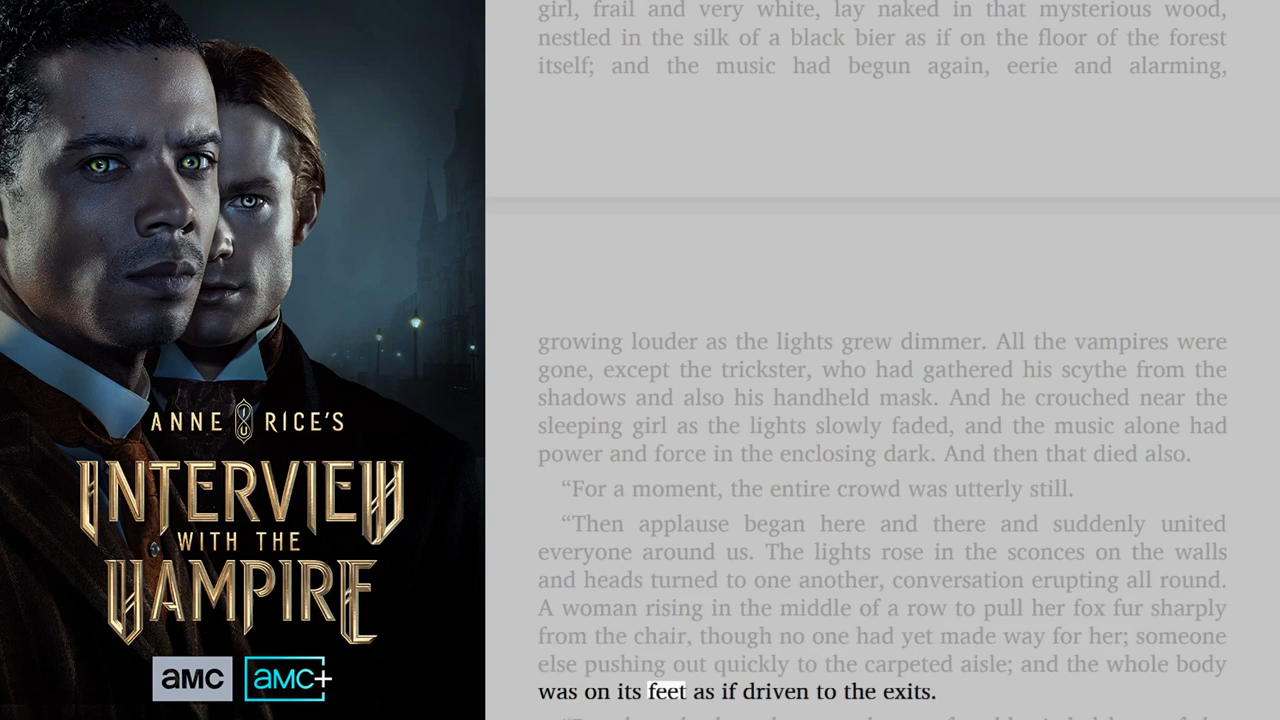 ANNE RICE'S
INTERVIEW
WITH THE
VAMPIRE
amc
amc+
girl, frail and very white, lay naked in that mysterious wood,
nestled in the silk of a black bier as if on the floor of the forest
itself; and the music had begun again, eerie and alarming,
growing louder as the lights grew dimmer. All the vampires were
gone, except the trickster, who had gathered his scythe from the
shadows and also his handheld mask. And he crouched near the
sleeping girl as the lights slowly faded, and the music alone had
power and force in the enclosing dark. And then that died also.
“For a moment, the entire crowd was utterly still.
“Then applause began here and there and suddenly united
everyone around us. The lights rose in the sconces on the walls
and heads turned to one another, conversation erupting all round.
A woman rising in the middle of a row to pull her fox fur sharply
from the chair, though no one had yet made way for her; someone
else pushing out quickly to the carpeted aisle; and the whole body
was on its feet as if driven to the exits.